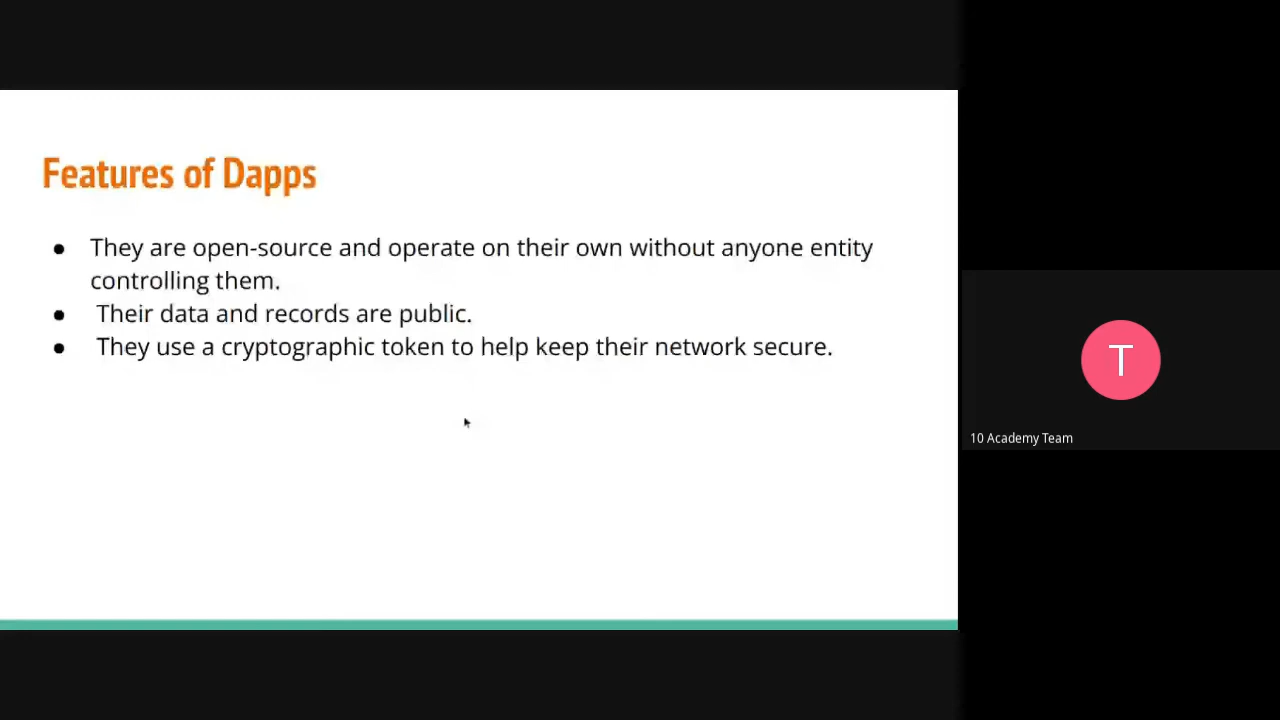 Features of Dapps
● They are open-source and operate on their own without anyone entity
controlling them.
● Their data and records are public.
● They use a cryptographic token to help keep their network secure.
T
10 Academy Team